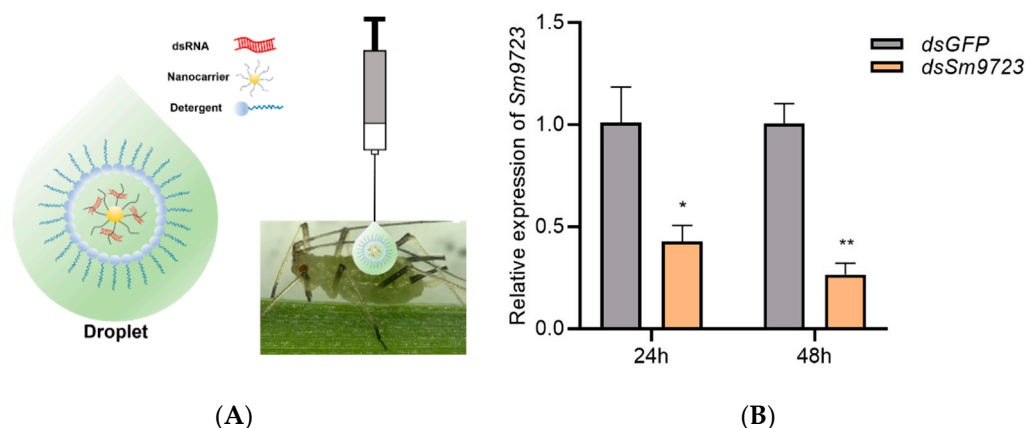 dsRNA
Nanocarrier
Detergent
Droplet
(A)
Relative expression of Sm9723
1.5
1.0
0.5
0.0
*
**
24h
48h
dsGFP
dsSm9723
(B)